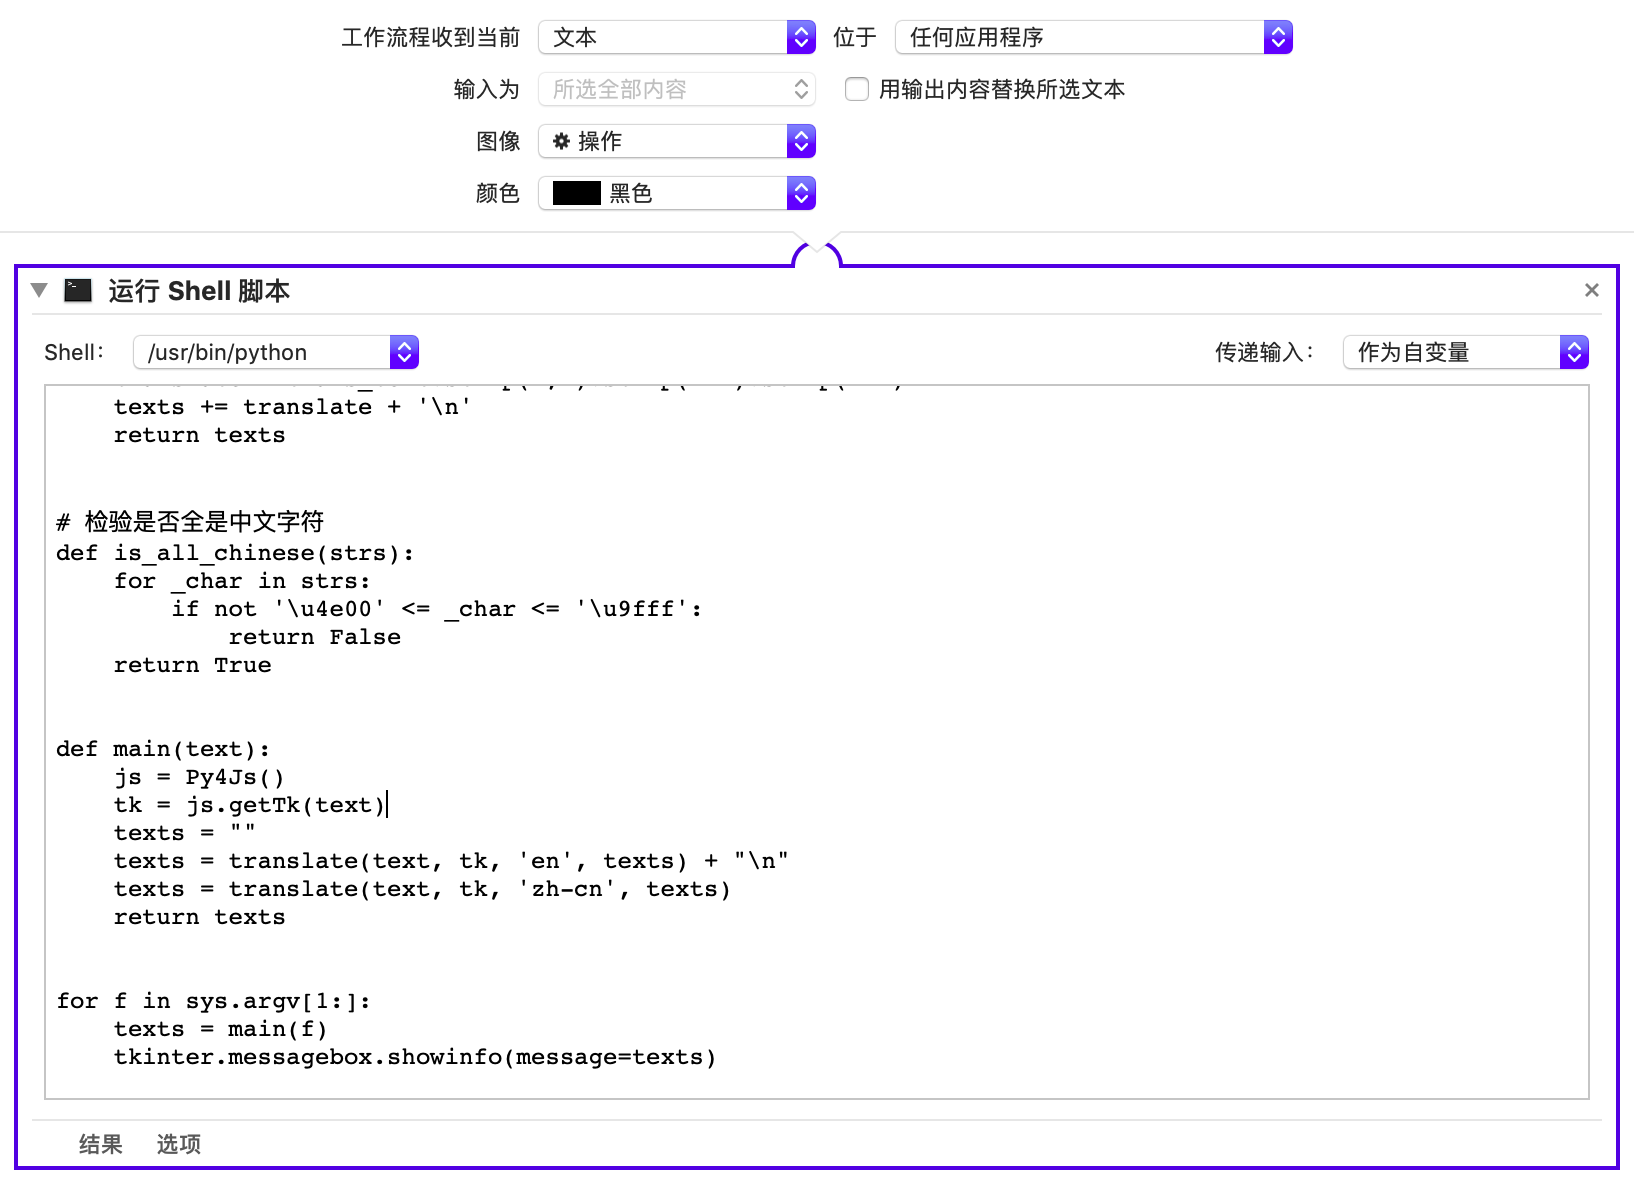 工作流程收到当前 文本 位于 任何应用程序
输入为 所选全部内容 用输出内容替换所选文本
图像 操作
颜色 黑色
运行 Shell 脚本
Shell： /usr/bin/python 传递输入： 作为自变量
    texts += translate + '\n'
    return texts
# 检验是否全是中文字符
def is_all_chinese(strs):
    for _char in strs:
        if not '\u4e00' <= _char <= '\u9fff':
            return False
    return True
def main(text):
    js = Py4Js()
    tk = js.getTk(text)
    texts = ""
    texts = translate(text, tk, 'en', texts) + "\n"
    texts = translate(text, tk, 'zh-cn', texts)
    return texts
for f in sys.argv[1:]:
    texts = main(f)
    tkinter.messagebox.showinfo(message=texts)
结果 选项